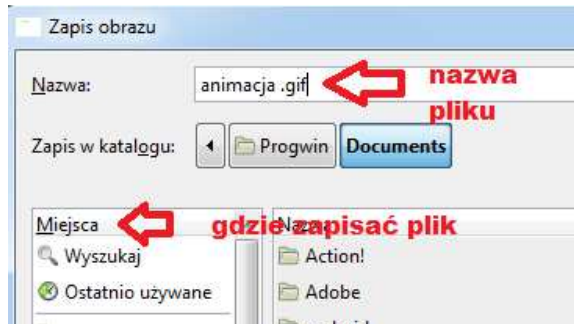 Zapis obrazu
Nazwa: animacja .gif nazwa
pliku
Zapis w katalogu: Progwin Documents
Miejsca gdzie zapisać plik
Wyszukaj Action!
Ostatnio używane Adobe